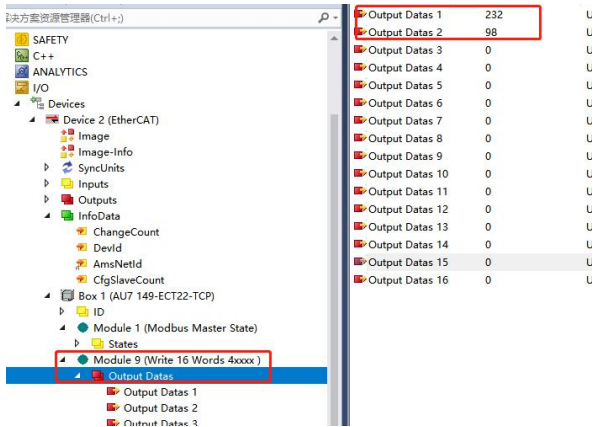 解决方案资源管理器(Ctrl+;)
SAFETY
C++
ANALYTICS
I/O
Devices
Device 2 (EtherCAT)
Image
Image-Info
SyncUnits
Inputs
Outputs
InfoData
ChangeCount
DevId
AmsNetId
CfgSlaveCount
Box 1 (AU7 149-ECT22-TCP)
ID
Module 1 (Modbus Master State)
States
Module 9 (Write 16 Words 4xxxx )
Output Datas
Output Datas 1
Output Datas 2
Output Datas 3
Output Datas 1 232 U
Output Datas 2 98 U
Output Datas 3 0 U
Output Datas 4 0 U
Output Datas 5 0 U
Output Datas 6 0 U
Output Datas 7 0 U
Output Datas 8 0 U
Output Datas 9 0 U
Output Datas 10 0 U
Output Datas 11 0 U
Output Datas 12 0 U
Output Datas 13 0 U
Output Datas 14 0 U
Output Datas 15 0 U
Output Datas 16 0 U